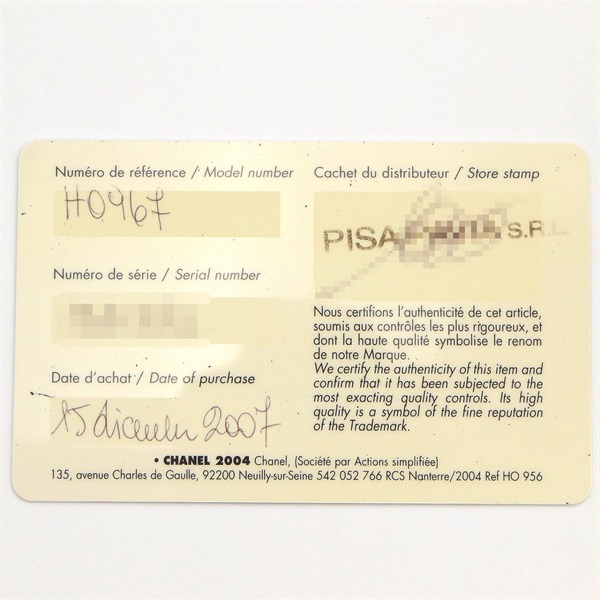 Numéro de référence / Model number
H0967
Numéro de série / Serial number
Date d'achat / Date of purchase
15 dicembre 2007
Cachet du distributeur / Store stamp
S.R.L.
Nous certifions l'authenticité de cet article,
soumis aux contrôles les plus rigoureux, et
dont la haute qualité symbolise le renom
de notre Marque.
We certify the authenticity of this item and
confirm that it has been subjected to the
most exacting quality controls. Its high
quality is a symbol of the fine reputation
of the Trademark.
• CHANEL 2004 Chanel, (Société par Actions simplifiée)
135, avenue Charles de Gaulle, 92200 Neuilly-sur-Seine 542 052 766 RCS Nanterre/2004 Ref HO 956